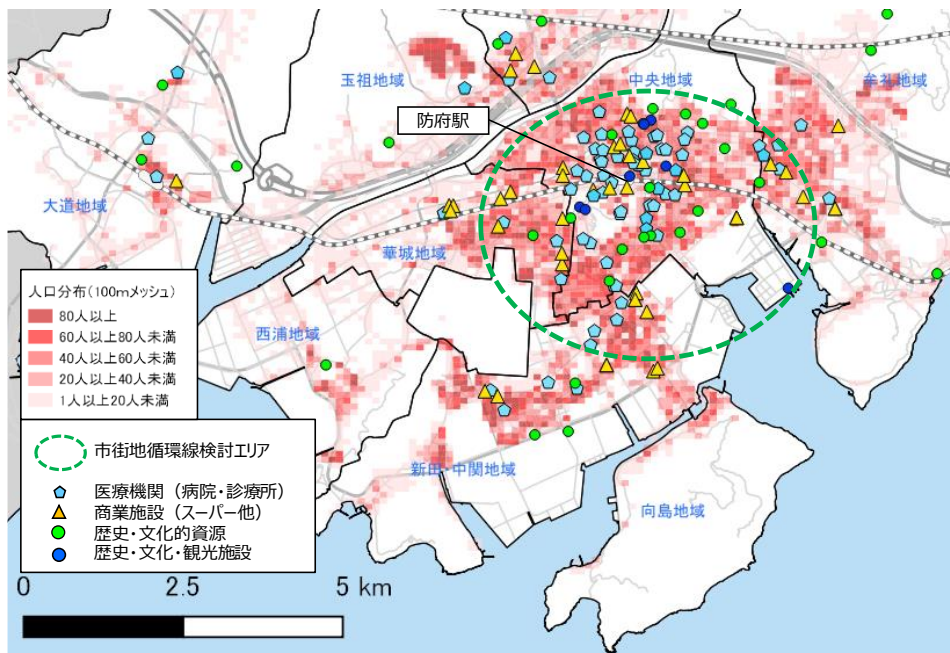 玉祖地域
中央地域
牟礼地域
防府駅
大道地域
華城地域
西浦地域
新田・中関地域
向島地域
人口分布(100mメッシュ)
80人以上
60人以上80人未満
40人以上60人未満
20人以上40人未満
1人以上20人未満
市街地循環線検討エリア
医療機関（病院・診療所）
商業施設（スーパー他）
歴史・文化的資源
歴史・文化・観光施設
0 2.5 5 km